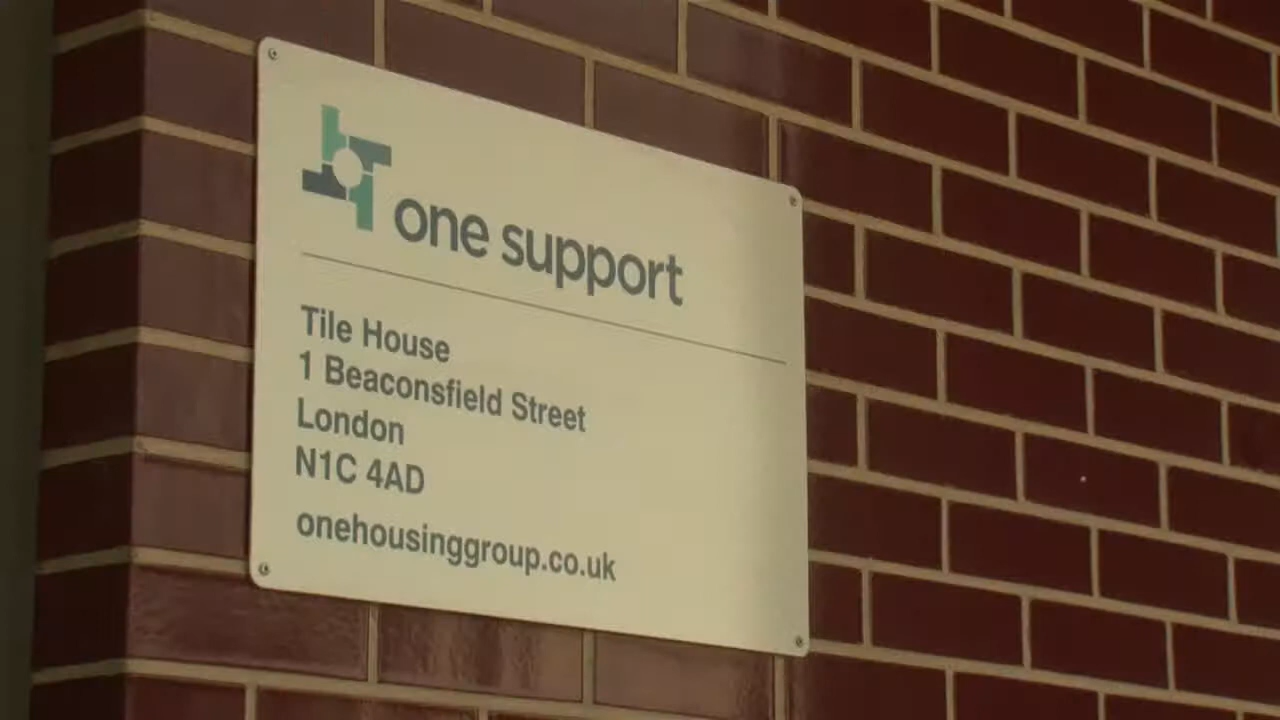 one support
Tile House
1 Beaconsfield Street
London
N1C 4AD
onehousinggroup.co.uk